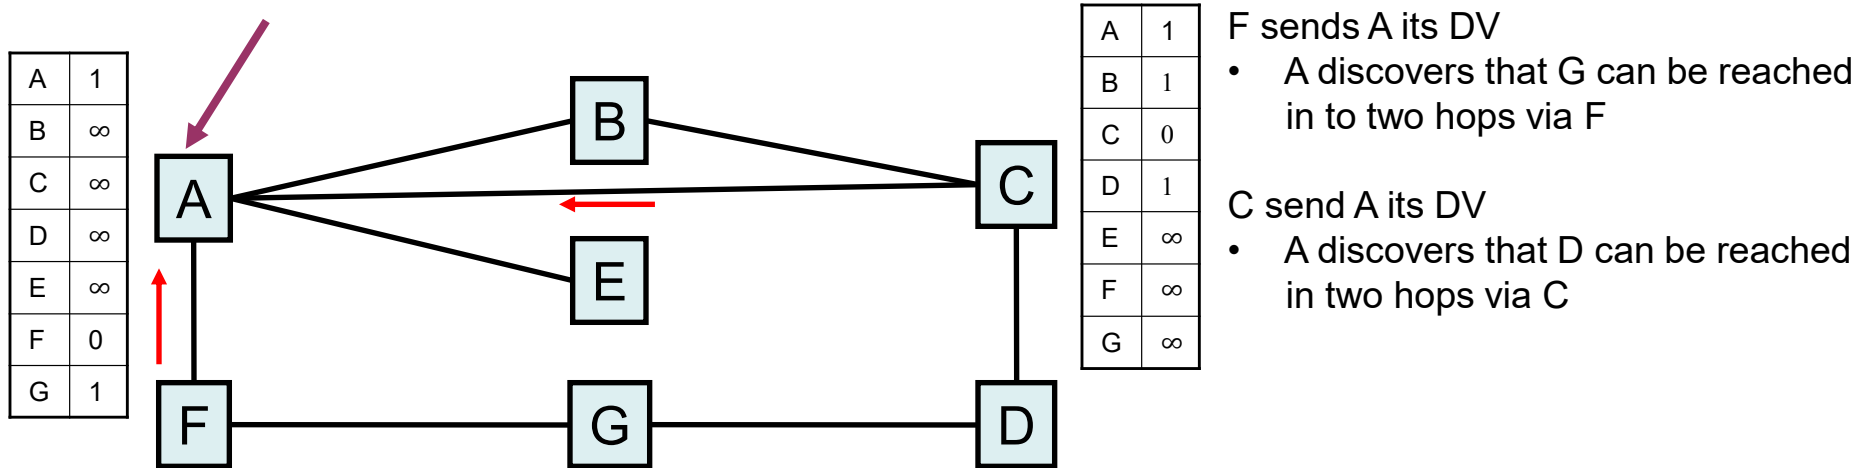 A 1
B ∞
C ∞
D ∞
E ∞
F 0
G 1
A
B
C
E
F
G
D
A 1
B 1
C 0
D 1
E ∞
F ∞
G ∞
F sends A its DV
• A discovers that G can be reached
in to two hops via F
C send A its DV
• A discovers that D can be reached
in two hops via C